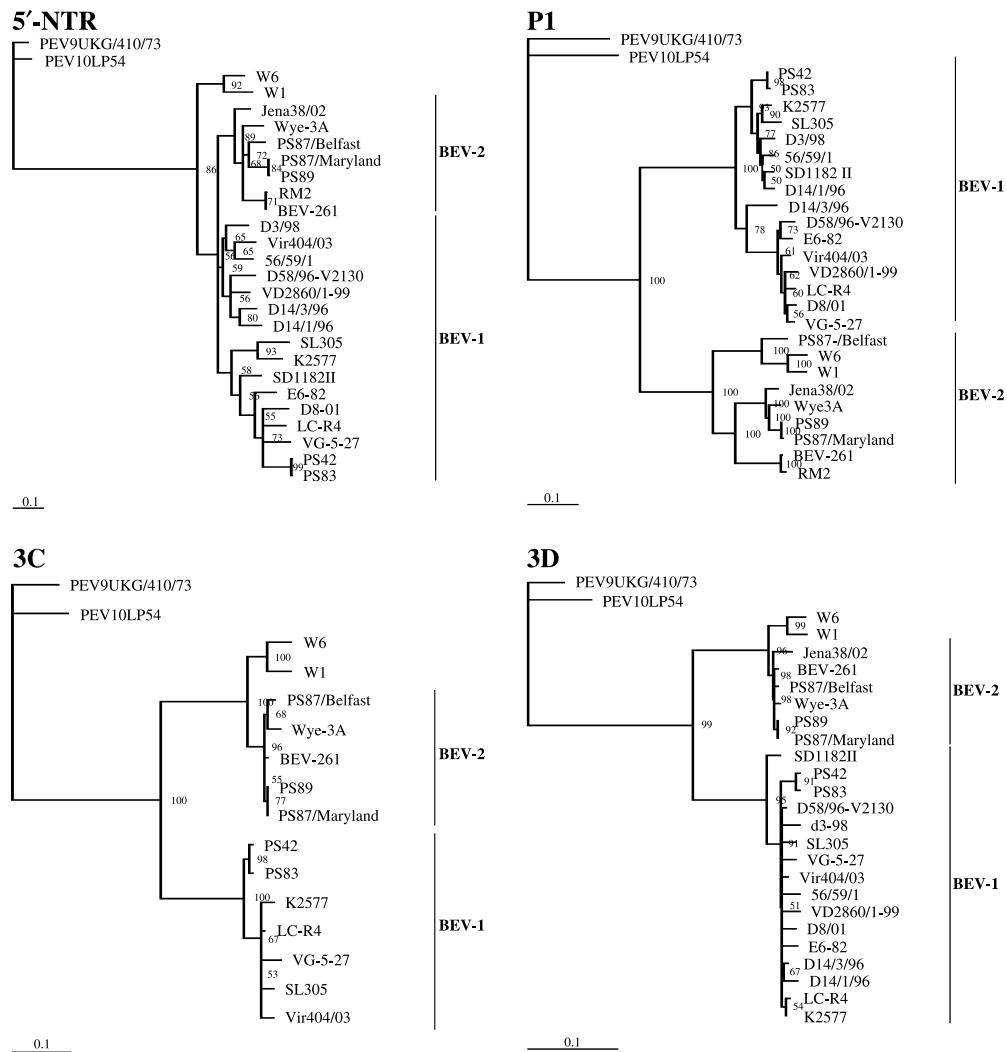 5′-NTR
PEV9UKG/410/73
PEV10LP54
W6
92
W1
Jena38/02
Wye-3A
89
PS87/Belfast
72
PS87/Maryland
68
84
PS89
86
RM2
71
BEV-261
BEV-2
D3/98
65
Vir404/03
56
65
56/59/1
59
D58/96-V2130
56
VD2860/1-99
D14/3/96
80
D14/1/96
SL305
93
K2577
58
SD1182II
E6-82
D8-01
55
LC-R4
73
VG-5-27
PS42
99
PS83
BEV-1
0.1
P1
PEV9UKG/410/73
PEV10LP54
PS42
98
PS83
K2577
93
90
SL305
77
D3/98
86
56/59/1
100
50
SD1182 II
50
D14/1/96
D14/3/96
78
D58/96-V2130
73
E6-82
61
Vir404/03
62
VD2860/1-99
60
LC-R4
D8/01
56
VG-5-27
BEV-1
100
PS87-/Belfast
100
W6
100
W1
100
Jena38/02
100
Wye3A
100
PS89
100
100
PS87/Maryland
BEV-261
100
RM2
BEV-2
0.1
3C
PEV9UKG/410/73
PEV10LP54
W6
100
W1
PS87/Belfast
100
68
Wye-3A
96
BEV-261
55
PS89
77
PS87/Maryland
BEV-2
100
PS42
98
PS83
100
K2577
LC-R4
67
VG-5-27
53
SL305
Vir404/03
BEV-1
0.1
3D
PEV9UKG/410/73
PEV10LP54
W6
99
W1
96
Jena38/02
98
BEV-261
PS87/Belfast
98
Wye-3A
PS89
92
PS87/Maryland
BEV-2
99
SD1182II
PS42
91
PS83
95
D58/96-V2130
d3-98
91
SL305
VG-5-27
Vir404/03
56/59/1
51
VD2860/1-99
D8/01
E6-82
D14/3/96
67
D14/1/96
LC-R4
54
K2577
BEV-1
0.1